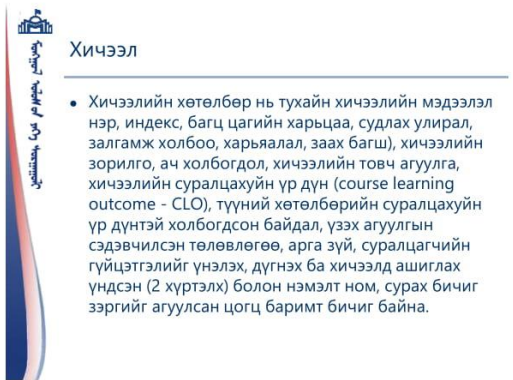 Хичээл
• Хичээлийн хөтөлбөр нь тухайн хичээлийн мэдээлэл
нэр, индекс, багц цагийн харьцаа, судлах улирал,
залгамж холбоо, харьяалал, заах багш), хичээлийн
зорилго, ач холбогдол, хичээлийн товч агуулга,
хичээлийн суралцахуйн үр дүн (course learning
outcome - CLO), түүний хөтөлбөрийн суралцахуйн
үр дүнтэй холбогдсон байдал, үзэх агуулгын
сэдэвчилсэн төлөвлөгөө, арга зүй, суралцагчийн
гүйцэтгэлийг үнэлэх, дүгнэх ба хичээлд ашиглах
үндсэн (2 хүртэлх) болон нэмэлт ном, сурах бичиг
зэргийг агуулсан цогц баримт бичиг байна.